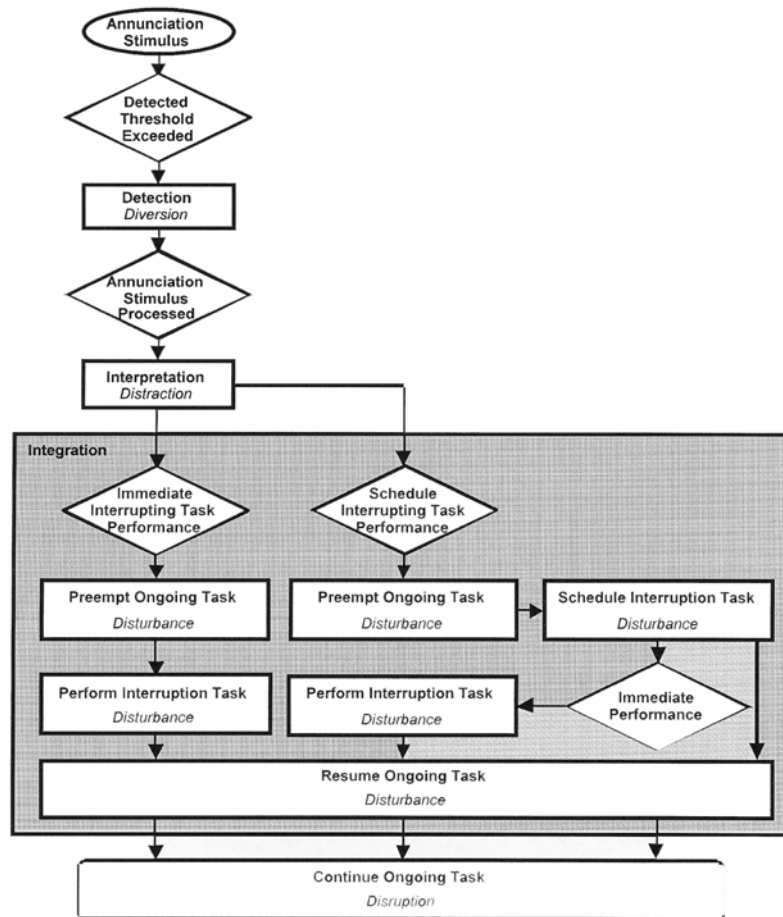 Annunciation
Stimulus
Detected
Threshold
Exceeded
Detection
Diversion
Annunciation
Stimulus
Processed
Interpretation
Distraction
Integration
Immediate
Interrupting Task
Performance
Schedule
Interrupting Task
Performance
Preempt Ongoing Task
Disturbance
Preempt Ongoing Task
Disturbance
Schedule Interruption Task
Disturbance
Perform Interruption Task
Disturbance
Perform Interruption Task
Disturbance
Immediate
Performance
Resume Ongoing Task
Disturbance
Continue Ongoing Task
Disruption